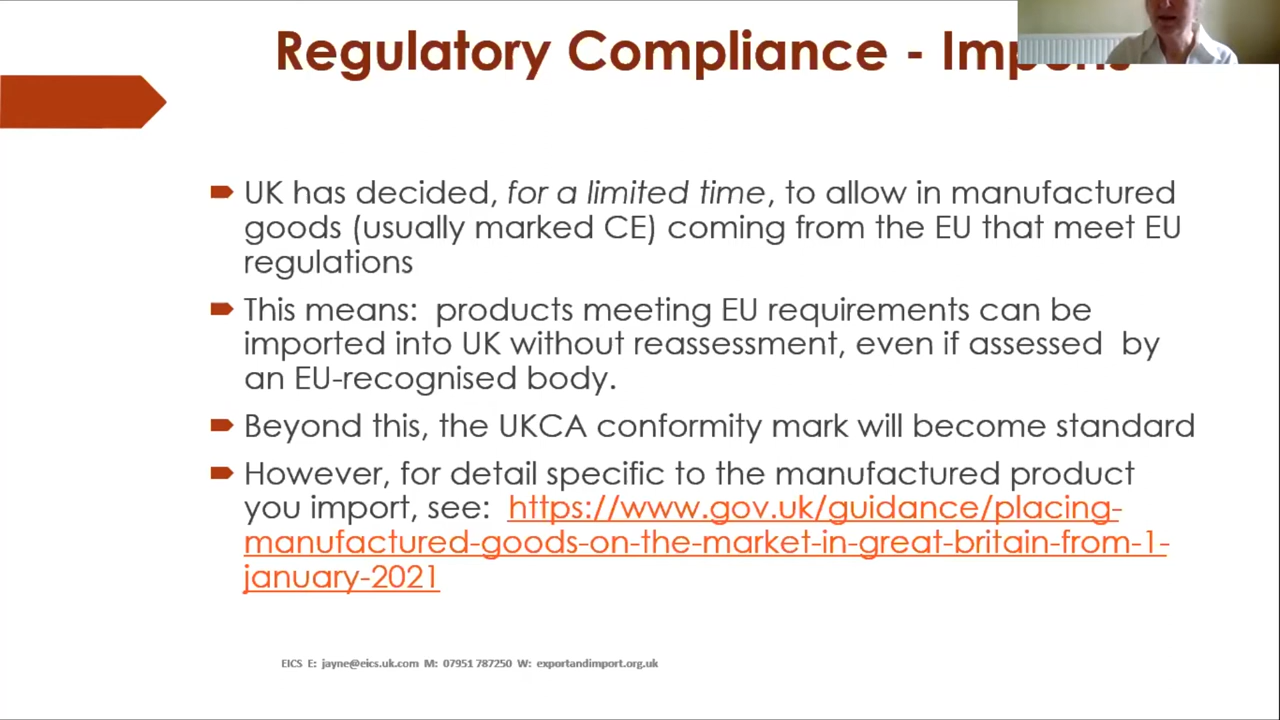 Regulatory Compliance - Imports
UK has decided, for a limited time, to allow in manufactured
goods (usually marked CE) coming from the EU that meet EU
regulations
This means:  products meeting EU requirements can be
imported into UK without reassessment, even if assessed  by
an EU-recognised body.
Beyond this, the UKCA conformity mark will become standard
However, for detail specific to the manufactured product
you import, see:  https://www.gov.uk/guidance/placing-
manufactured-goods-on-the-market-in-great-britain-from-1-
january-2021
EICS  E:  jayne@eics.uk.com  M:  07951 787250  W:  exportandimport.org.uk